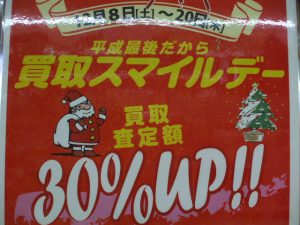 月8日(土)～20日(木)
平成最後だから
買取スマイルデー
買取
査定額
30%UP!!